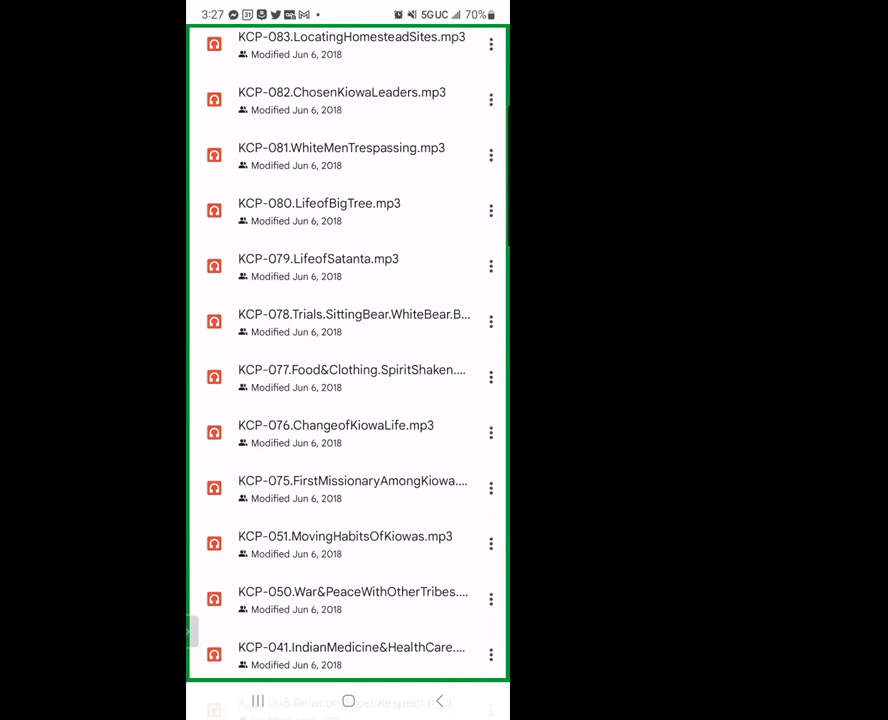 3:27
31
5GUC 70%
KCP-083.LocatingHomesteadSites.mp3
Modified Jun 6, 2018
KCP-082.ChosenKiowaLeaders.mp3
Modified Jun 6, 2018
KCP-081.WhiteMenTrespassing.mp3
Modified Jun 6, 2018
KCP-080.LifeofBigTree.mp3
Modified Jun 6, 2018
KCP-079.LifeofSatanta.mp3
Modified Jun 6, 2018
KCP-078.Trials.SittingBear.WhiteBear.B...
Modified Jun 6, 2018
KCP-077.Food&Clothing.SpiritShaken....
Modified Jun 6, 2018
KCP-076.ChangeofKiowaLife.mp3
Modified Jun 6, 2018
KCP-075.FirstMissionaryAmongKiowa....
Modified Jun 6, 2018
KCP-051.MovingHabitsOfKiowas.mp3
Modified Jun 6, 2018
KCP-050.War&PeaceWithOtherTribes....
Modified Jun 6, 2018
KCP-041.IndianMedicine&HealthCare....
Modified Jun 6, 2018